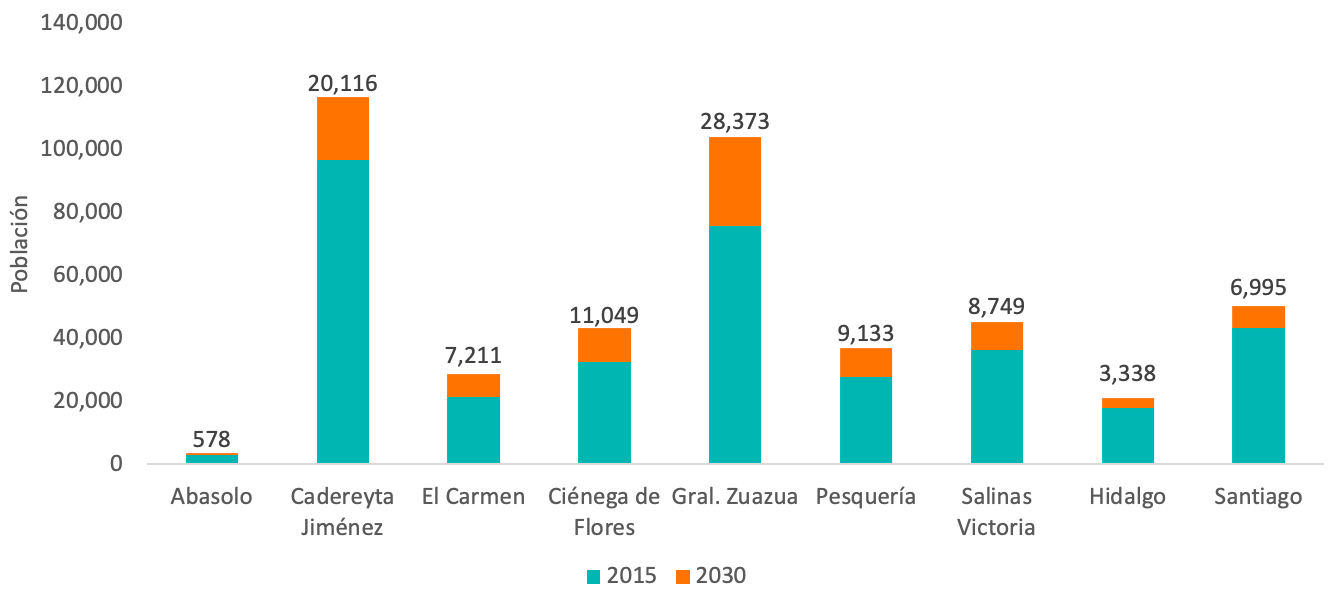 140,000
120,000
100,000
80,000
60,000
40,000
20,000
0
Población
20,116
28,373
11,049
7,211
9,133
8,749
6,995
3,338
578
Abasolo
Cadereyta
Jiménez
El Carmen
Ciénega de
Flores
Gral. Zuazua
Pesquería
Salinas
Victoria
Hidalgo
Santiago
2015
2030